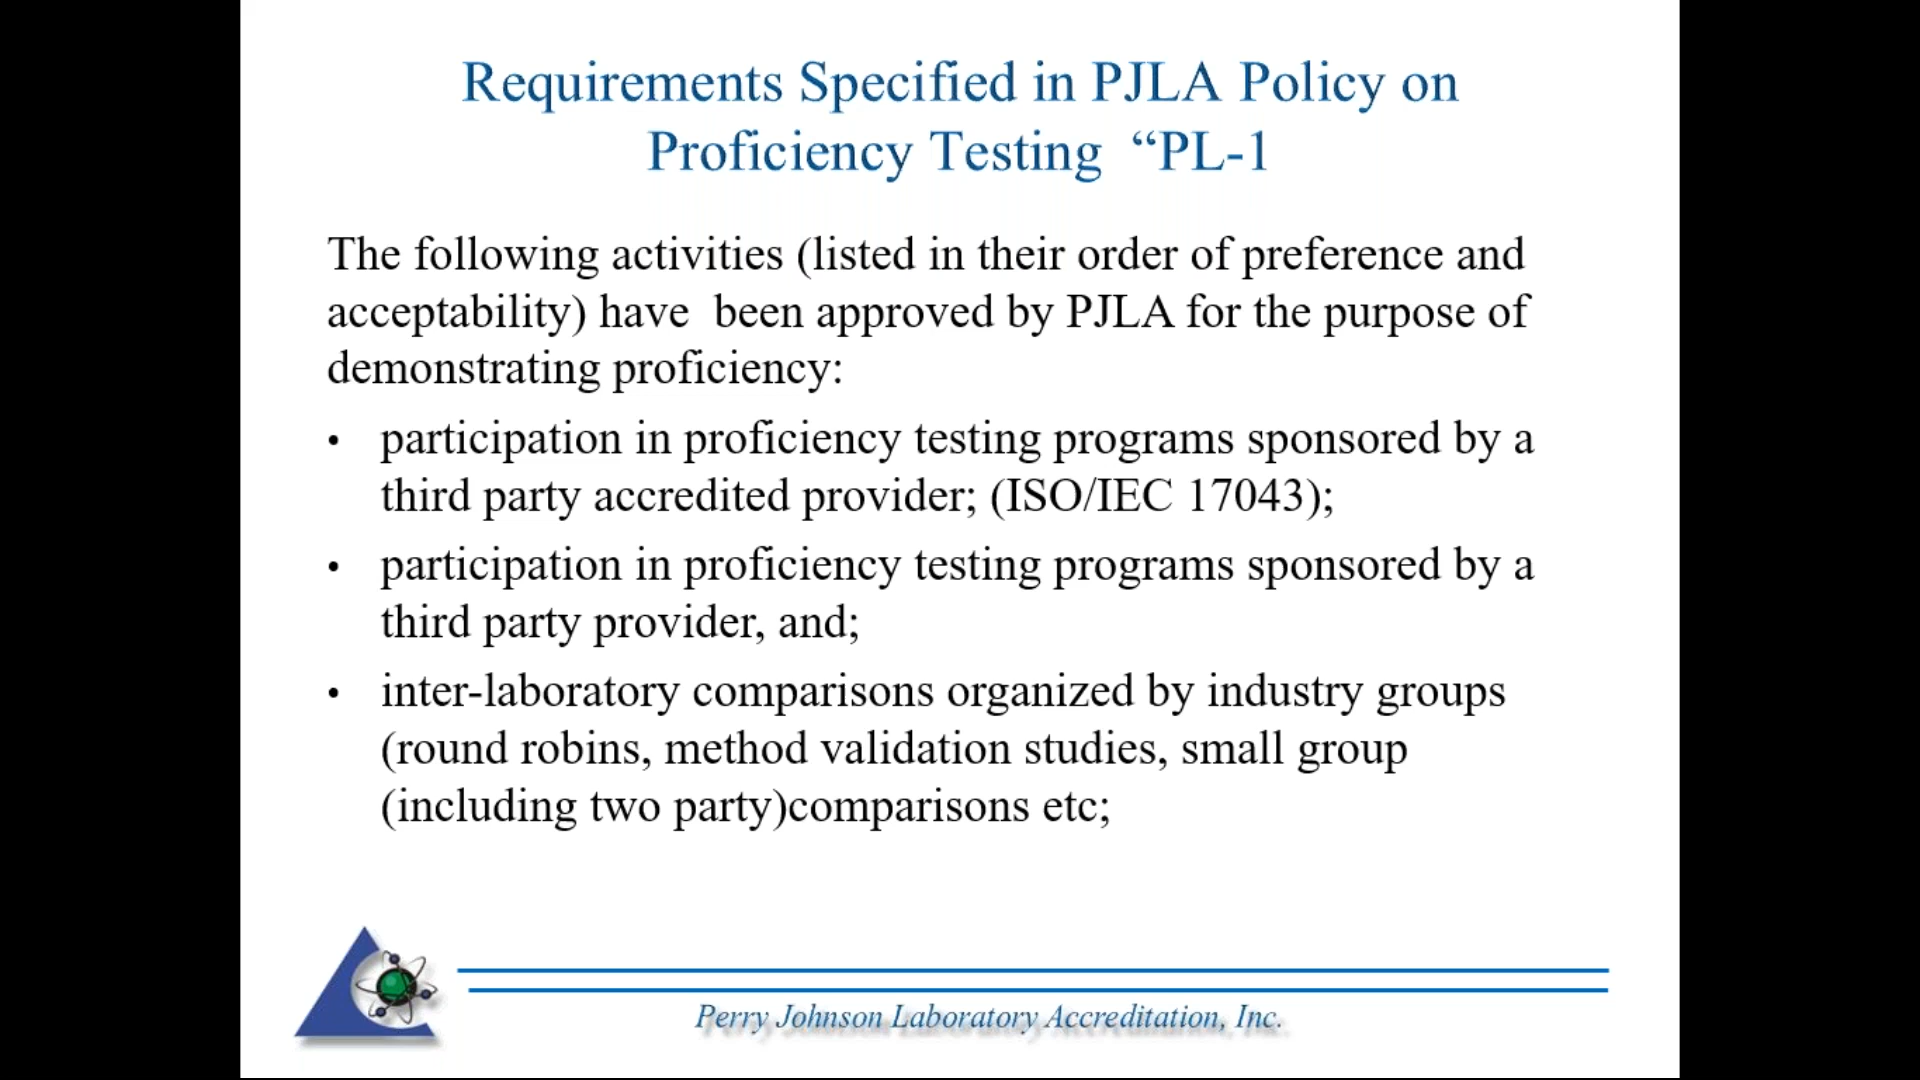 Requirements Specified in PJLA Policy on
Proficiency Testing  “PL-1
The following activities (listed in their order of preference and
acceptability) have  been approved by PJLA for the purpose of
demonstrating proficiency:
• participation in proficiency testing programs sponsored by a
third party accredited provider; (ISO/IEC 17043);
• participation in proficiency testing programs sponsored by a
third party provider, and;
• inter-laboratory comparisons organized by industry groups
(round robins, method validation studies, small group
(including two party)comparisons etc;
Perry Johnson Laboratory Accreditation, Inc.